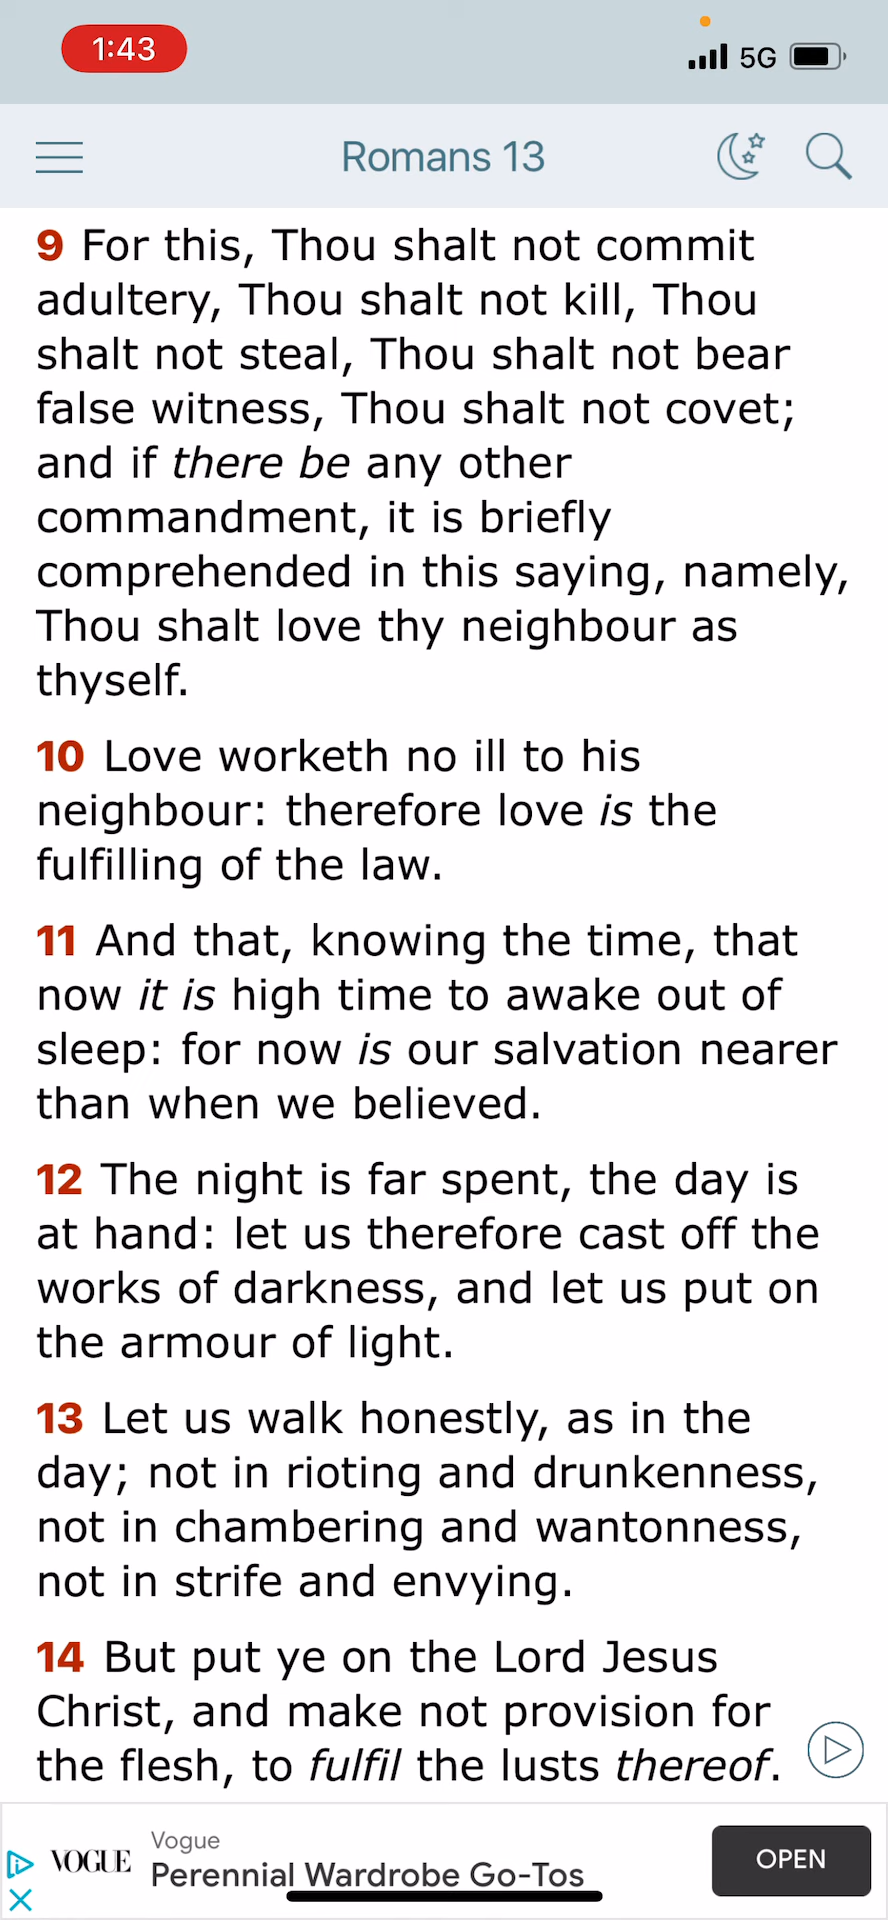 1:43
5G
Romans 13
9 For this, Thou shalt not commit
adultery, Thou shalt not kill, Thou
shalt not steal, Thou shalt not bear
false witness, Thou shalt not covet;
and if there be any other
commandment, it is briefly
comprehended in this saying, namely,
Thou shalt love thy neighbour as
thyself.
10 Love worketh no ill to his
neighbour: therefore love is the
fulfilling of the law.
11 And that, knowing the time, that
now it is high time to awake out of
sleep: for now is our salvation nearer
than when we believed.
12 The night is far spent, the day is
at hand: let us therefore cast off the
works of darkness, and let us put on
the armour of light.
13 Let us walk honestly, as in the
day; not in rioting and drunkenness,
not in chambering and wantonness,
not in strife and envying.
14 But put ye on the Lord Jesus
Christ, and make not provision for
the flesh, to fulfil the lusts thereof.
VOGUE
Vogue
Perennial Wardrobe Go-Tos
OPEN